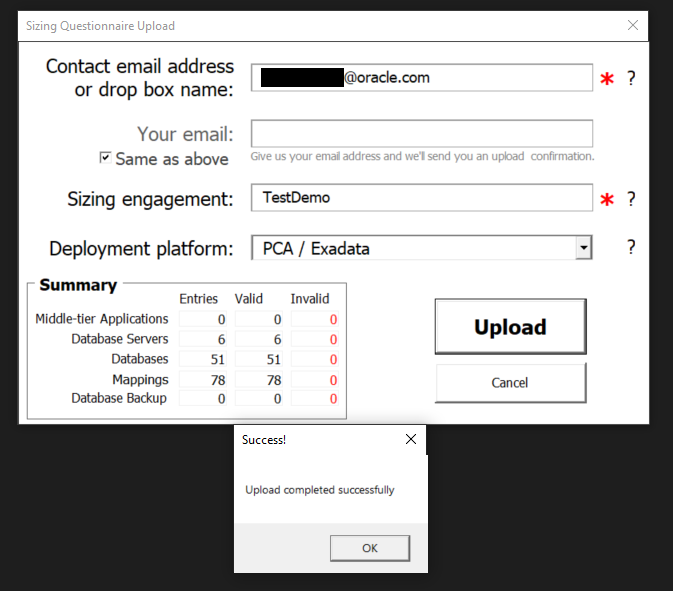 Sizing Questionnaire Upload
Contact email address
or drop box name:
@oracle.com
* ?
Your email:
Same as above
Give us your email address and we'll send you an upload confirmation.
Sizing engagement:
TestDemo
* ?
Deployment platform:
PCA / Exadata
?
Summary
Entries Valid Invalid
Middle-tier Applications 0 0 0
Database Servers 6 6 0
Databases 51 51 0
Mappings 78 78 0
Database Backup 0 0 0
Upload
Cancel
Success!
Upload completed successfully
OK